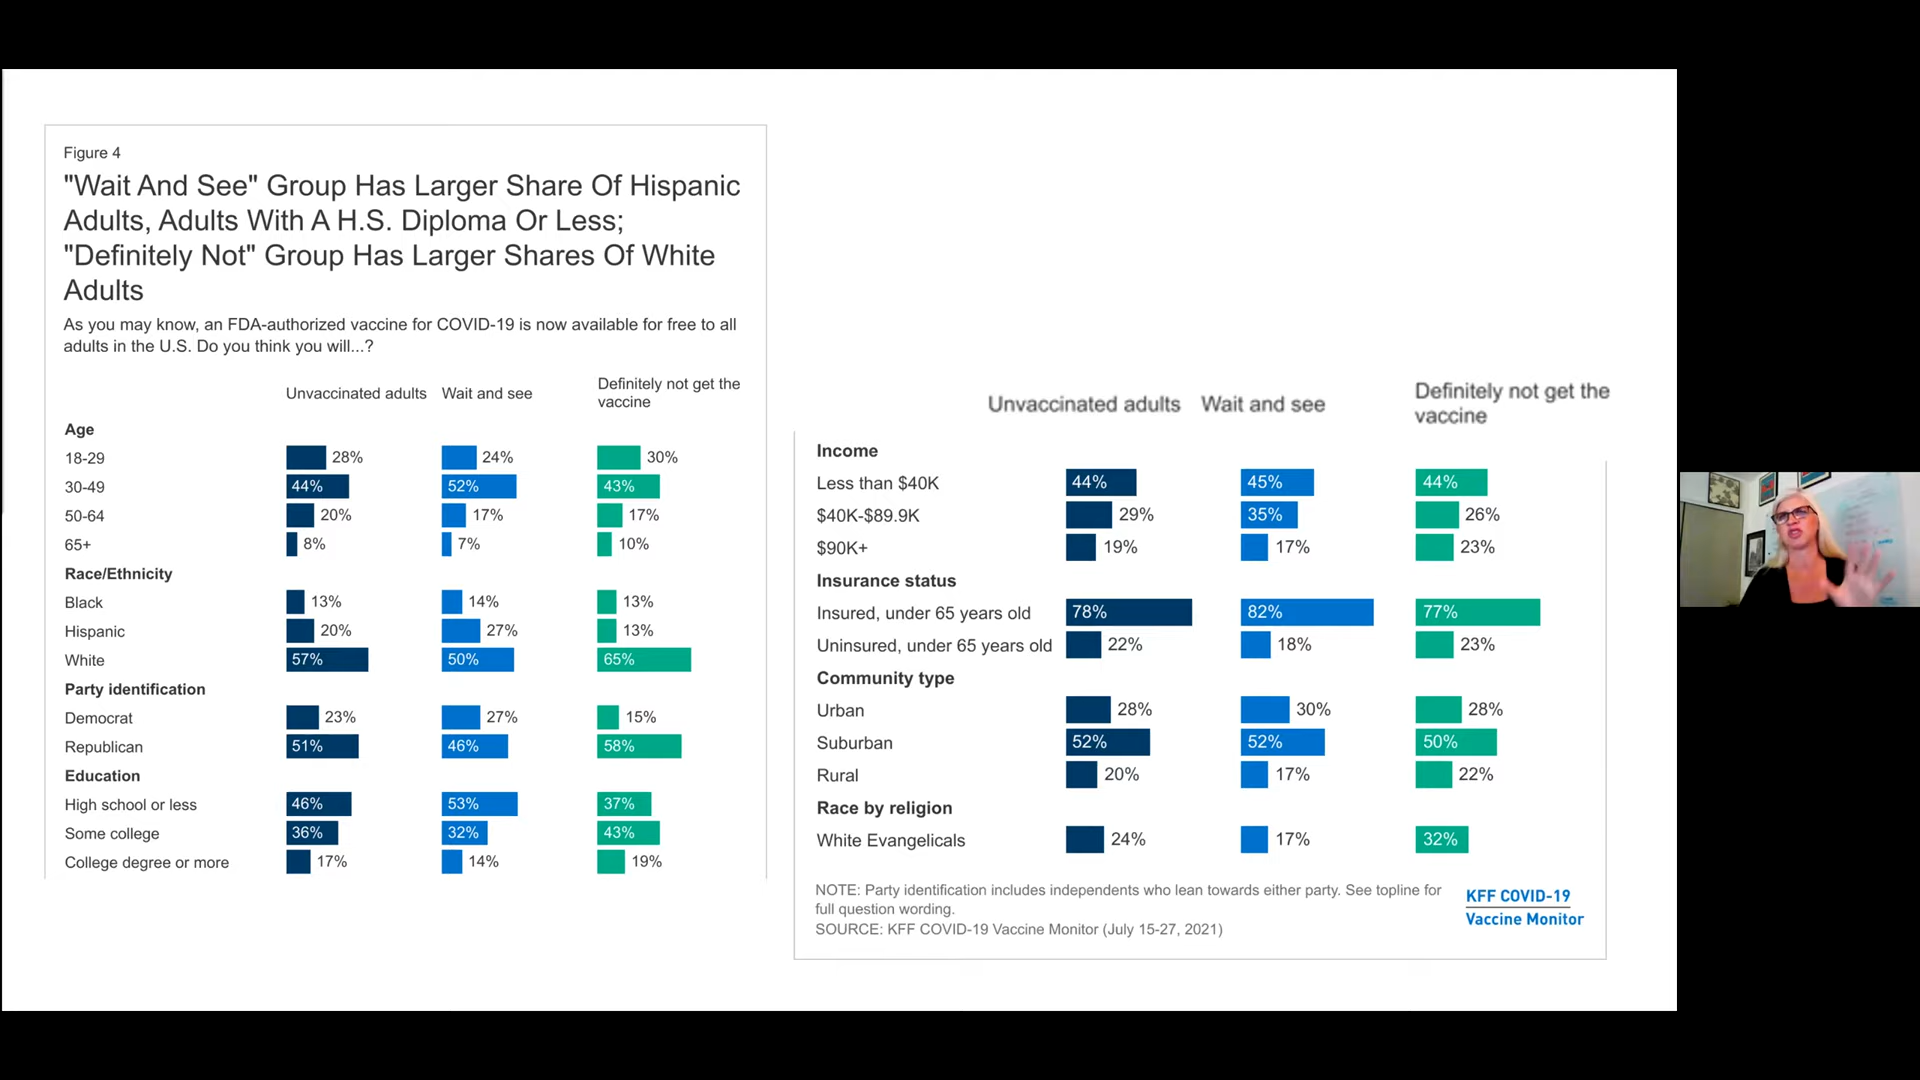 Figure 4
"Wait And See" Group Has Larger Share Of Hispanic
Adults, Adults With A H.S. Diploma Or Less;
"Definitely Not" Group Has Larger Shares Of White
Adults
As you may know, an FDA-authorized vaccine for COVID-19 is now available for free to all
adults in the U.S. Do you think you will...?
Unvaccinated adults Wait and see Definitely not get the
vaccine
Age
18-29 28% 24% 30%
30-49 44% 52% 43%
50-64 20% 17% 17%
65+ 8% 7% 10%
Race/Ethnicity
Black 13% 14% 13%
Hispanic 20% 27% 13%
White 57% 50% 65%
Party identification
Democrat 23% 27% 15%
Republican 51% 46% 58%
Education
High school or less 46% 53% 37%
Some college 36% 32% 43%
College degree or more 17% 14% 19%
Unvaccinated adults Wait and see Definitely not get the
vaccine
Income
Less than $40K 44% 45% 44%
$40K-$89.9K 29% 35% 26%
$90K+ 19% 17% 23%
Insurance status
Insured, under 65 years old 78% 82% 77%
Uninsured, under 65 years old 22% 18% 23%
Community type
Urban 28% 30% 28%
Suburban 52% 52% 50%
Rural 20% 17% 22%
Race by religion
White Evangelicals 24% 17% 32%
NOTE: Party identification includes independents who lean towards either party. See topline for
full question wording.
SOURCE: KFF COVID-19 Vaccine Monitor (July 15-27, 2021)
KFF COVID-19
Vaccine Monitor